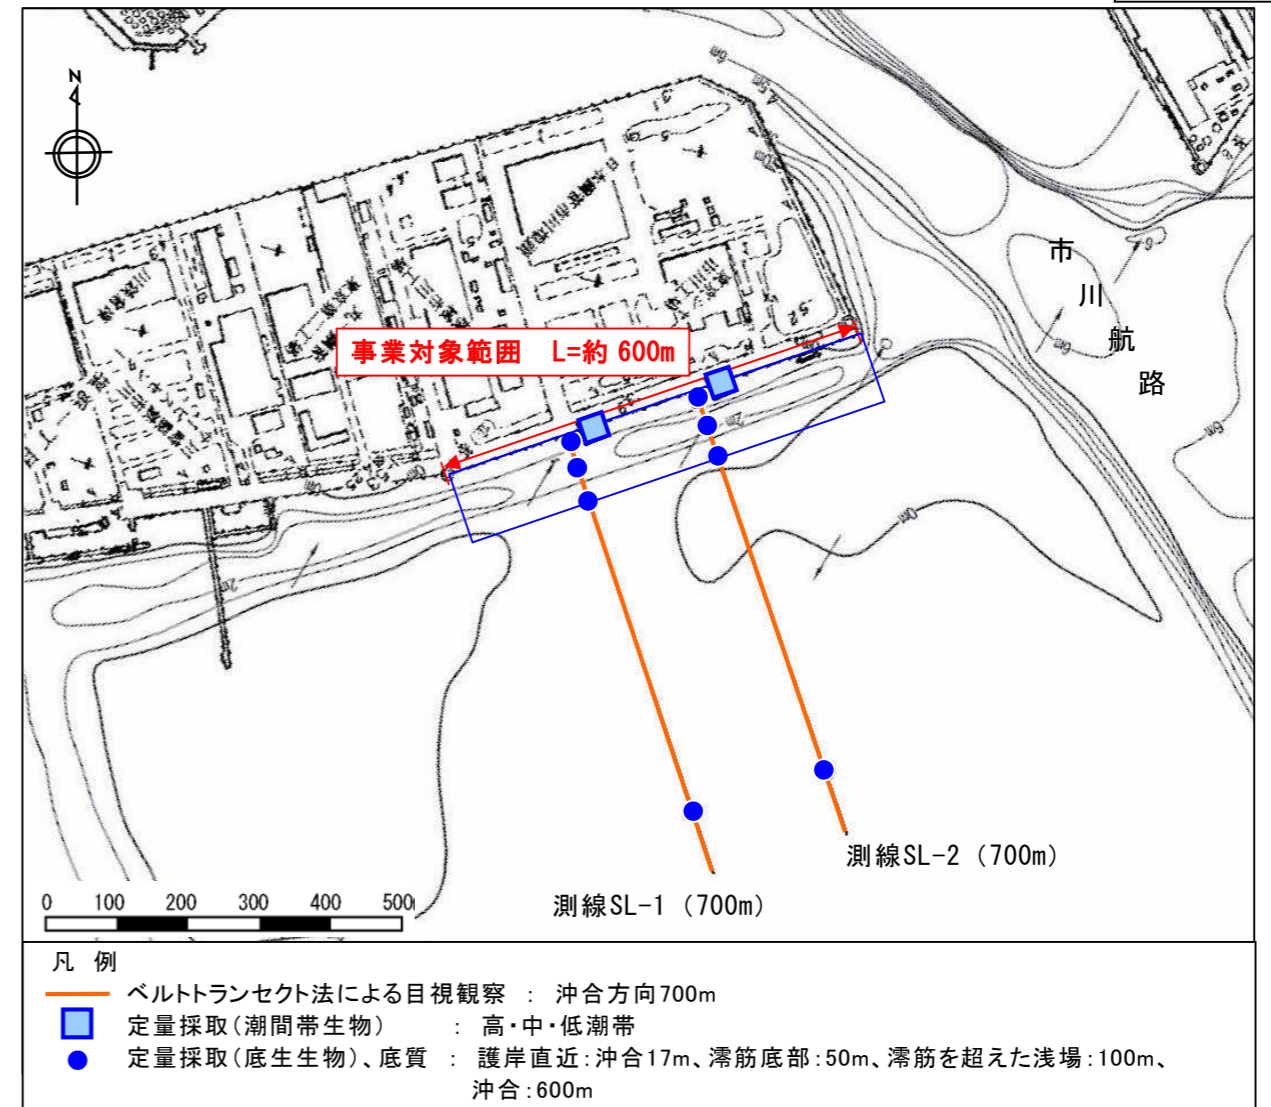 N
市
川
航
路
事業対象範囲 L=約 600m
測線SL-2 (700m)
測線SL-1 (700m)
0 100 200 300 400 500
凡 例
ベルトトランセクト法による目視観察 : 沖合方向700m
定量採取(潮間帯生物) : 高・中・低潮帯
定量採取(底生生物)、底質 : 護岸直近:沖合17m、澪筋底部:50m、澪筋を超えた浅場:100m、
沖合:600m